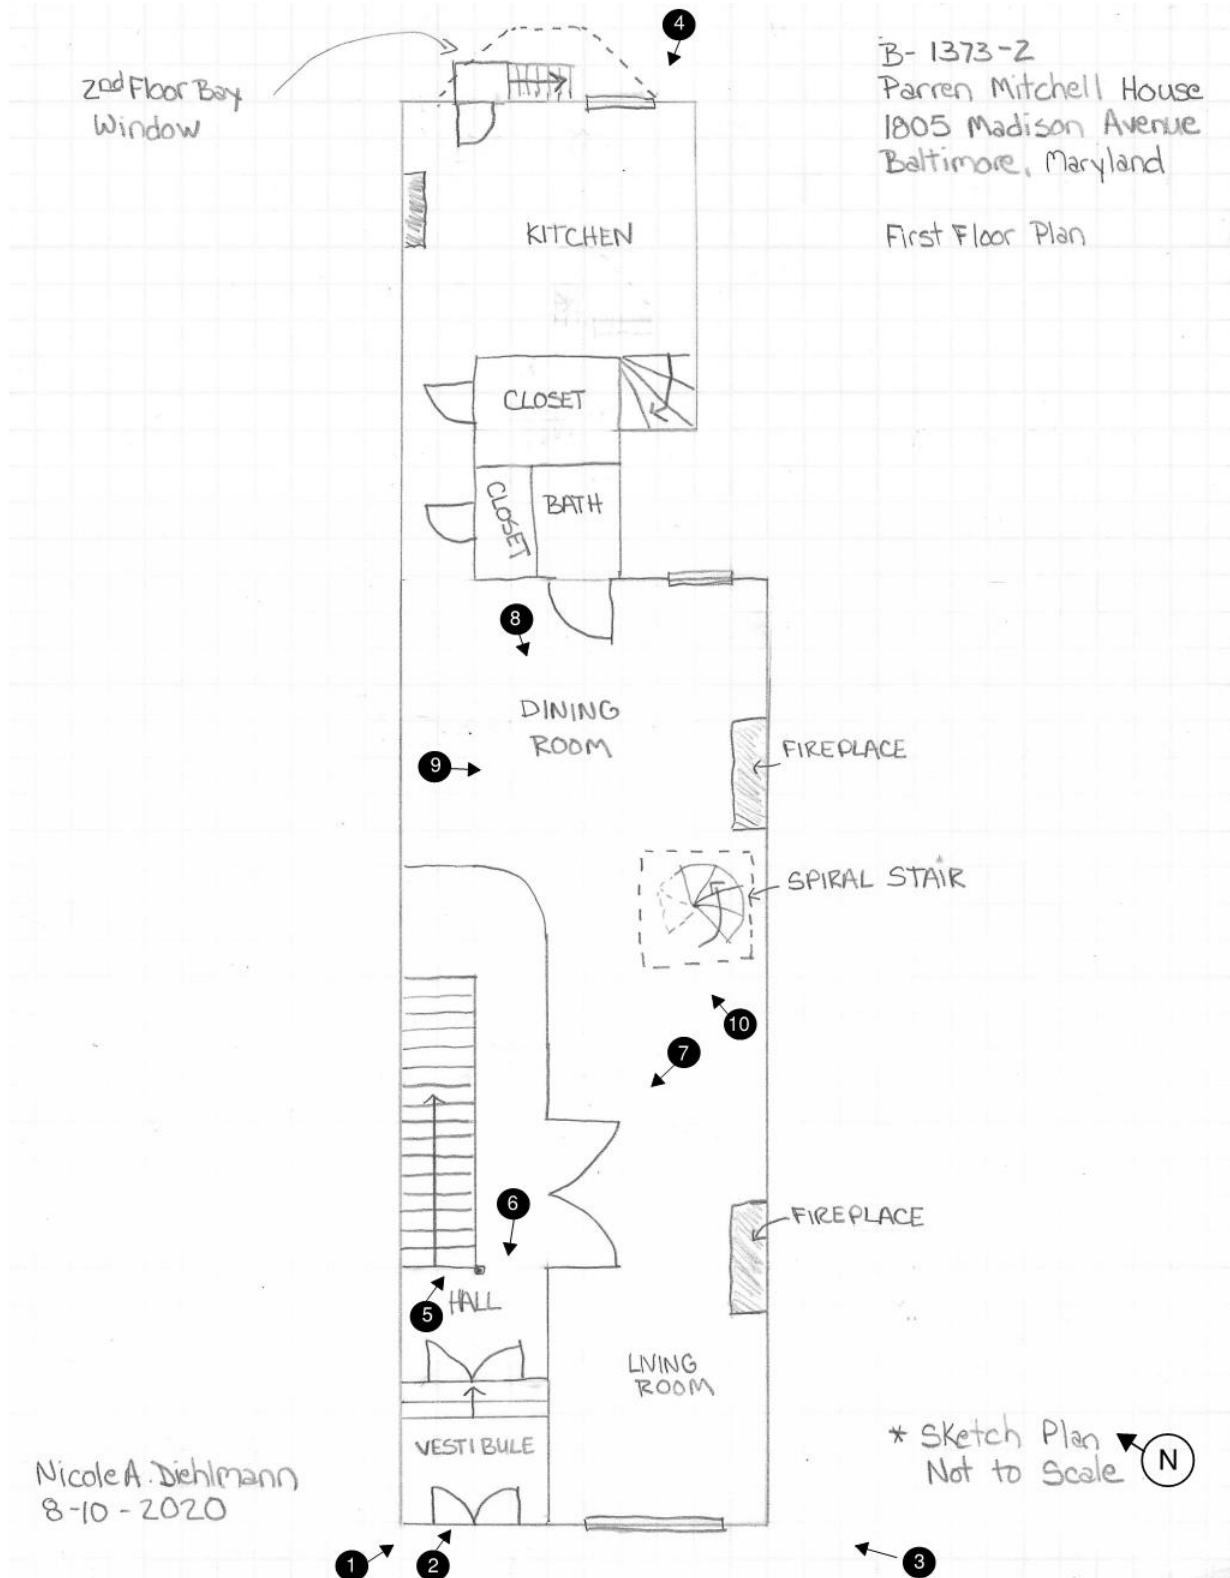 4
B-1373-2
Parren Mitchell House
1805 Madison Avenue
Baltimore, Maryland
First Floor Plan
2nd Floor Bay
Window
KITCHEN
CLOSET
CLOSET
BATH
8
DINING
ROOM
9
FIREPLACE
SPIRAL STAIR
10
7
6
FIREPLACE
5
HALL
LIVING
ROOM
VESTIBULE
* Sketch Plan
Not to Scale
N
Nicole A. Diehlmann
8-10-2020
1
2
3